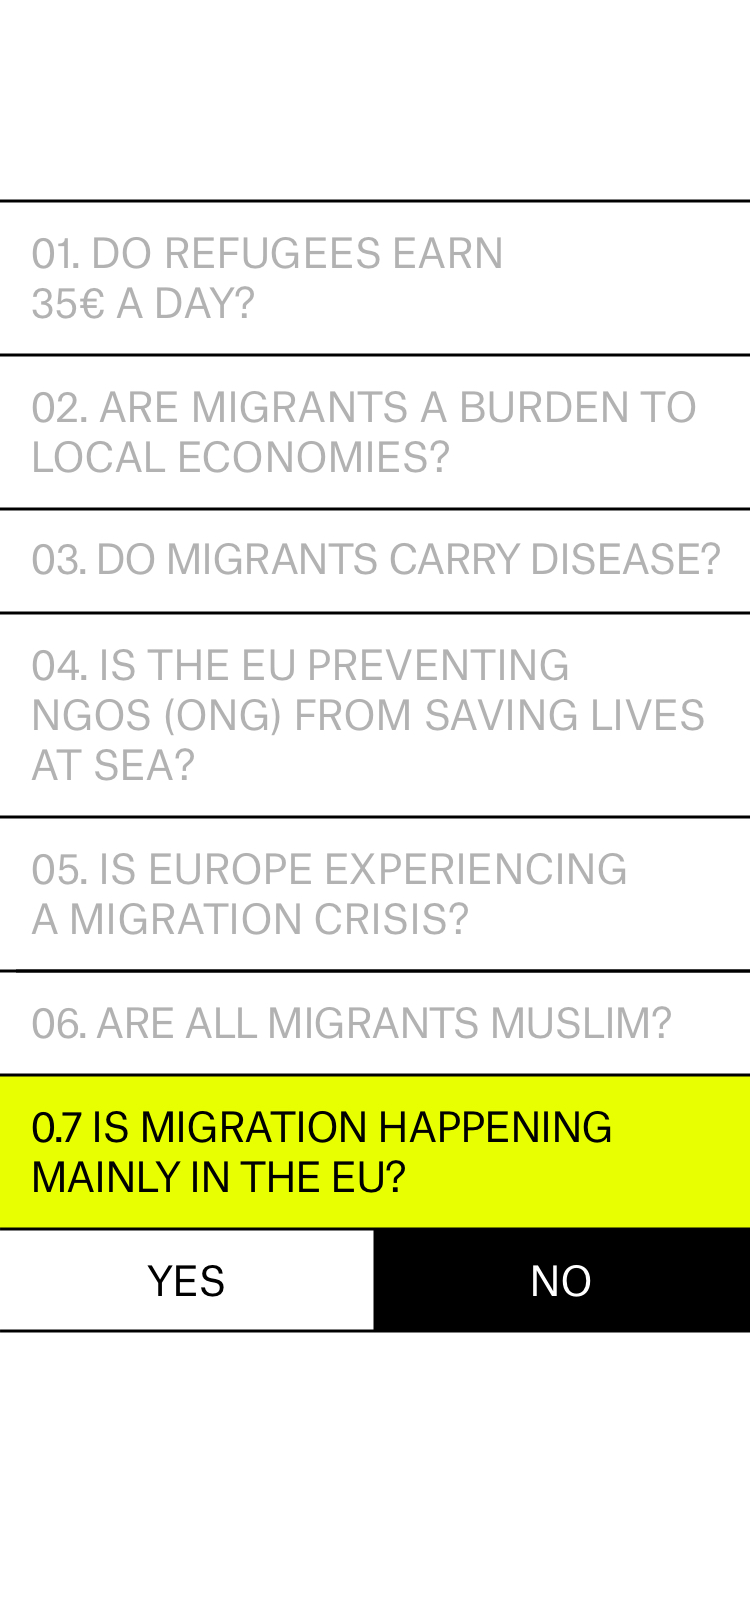 01. DO REFUGEES EARN
35€ A DAY?
02. ARE MIGRANTS A BURDEN TO
LOCAL ECONOMIES?
03. DO MIGRANTS CARRY DISEASE?
04. IS THE EU PREVENTING
NGOS (ONG) FROM SAVING LIVES
AT SEA?
05. IS EUROPE EXPERIENCING
A MIGRATION CRISIS?
06. ARE ALL MIGRANTS MUSLIM?
0.7 IS MIGRATION HAPPENING
MAINLY IN THE EU?
YES NO